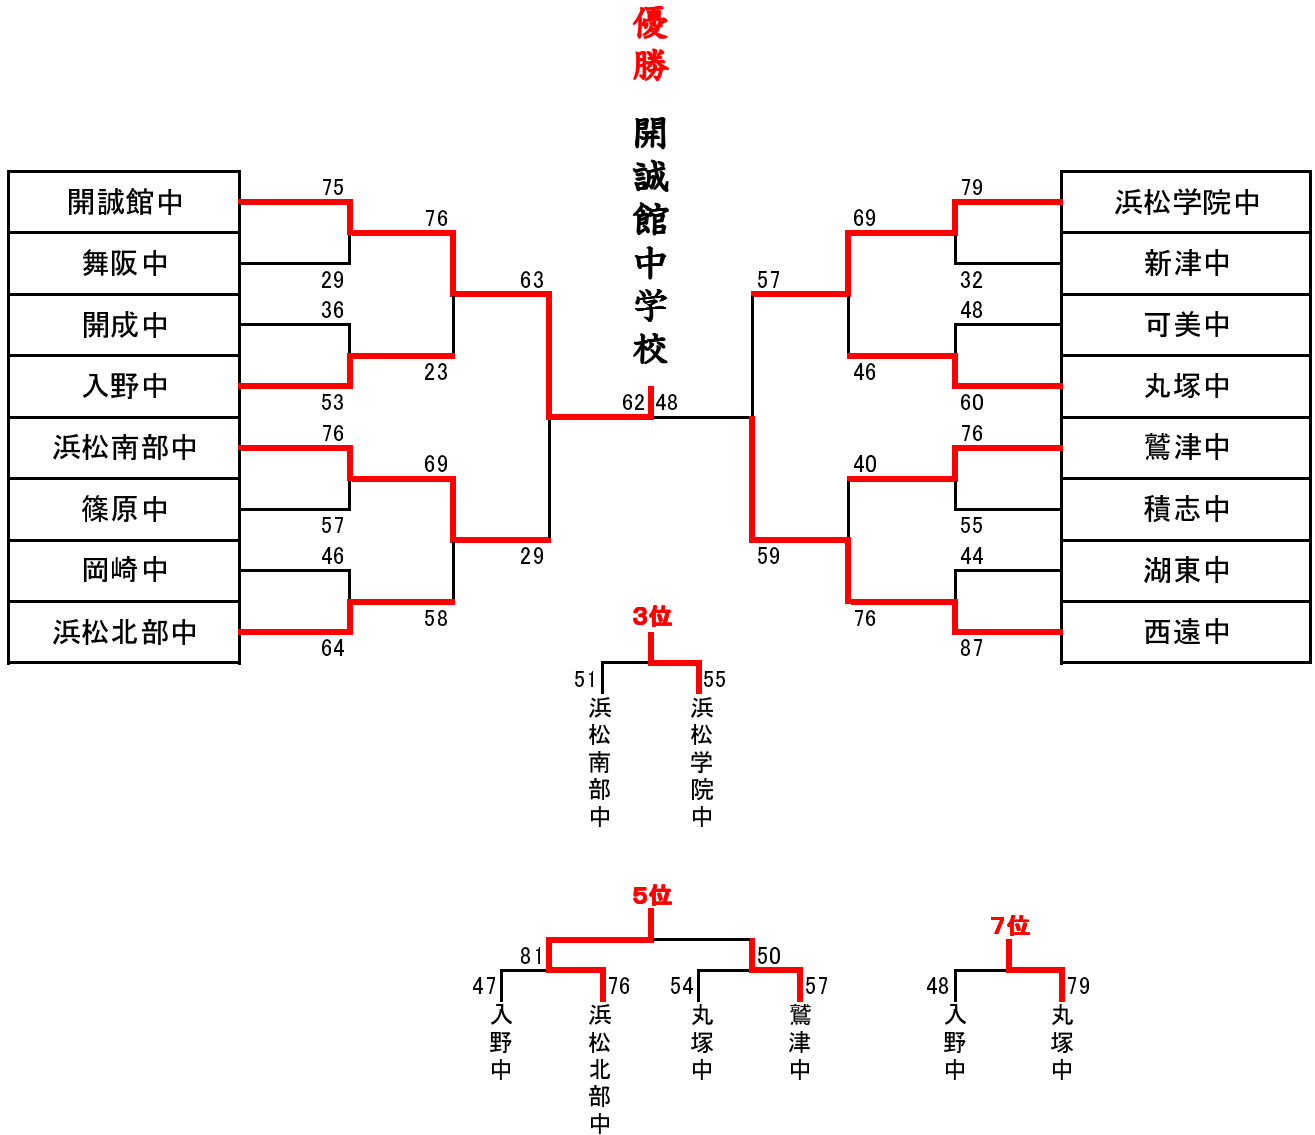 優勝 開誠館中学校
開誠館中
舞阪中
開成中
入野中
浜松南部中
篠原中
岡崎中
浜松北部中
75
29
36
53
76
57
46
64
76
23
69
58
63
29
62 48
57
59
69
46
40
76
79
32
48
60
76
55
44
87
浜松学院中
新津中
可美中
丸塚中
鷲津中
積志中
湖東中
西遠中
3位
51 55
浜松南部中
浜松学院中
5位
81 50
47 76 54 57
入野中
浜松北部中
丸塚中
鷲津中
7位
48 79
入野中
丸塚中